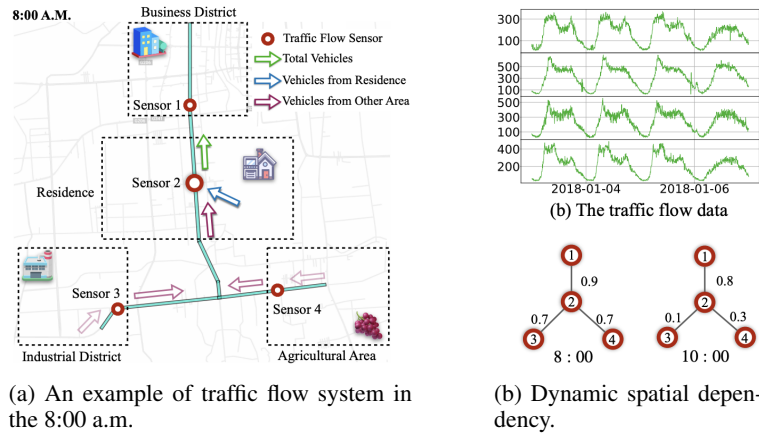 8:00 A.M.
Business District
Traffic Flow Sensor
Total Vehicles
Vehicles from Residence
Vehicles from Other Area
Sensor 1
Residence
Sensor 2
Sensor 3
Sensor 4
Industrial District
Agricultural Area
(a) An example of traffic flow system in
the 8:00 a.m.
300
100
500
300
100
500
300
100
400
200
2018-01-04 2018-01-06
(b) The traffic flow data
1 1
0.9 0.8
2 2
0.7 0.7 0.1 0.3
3 4 3 4
8 : 00 10 : 00
(b) Dynamic spatial depen-
dency.